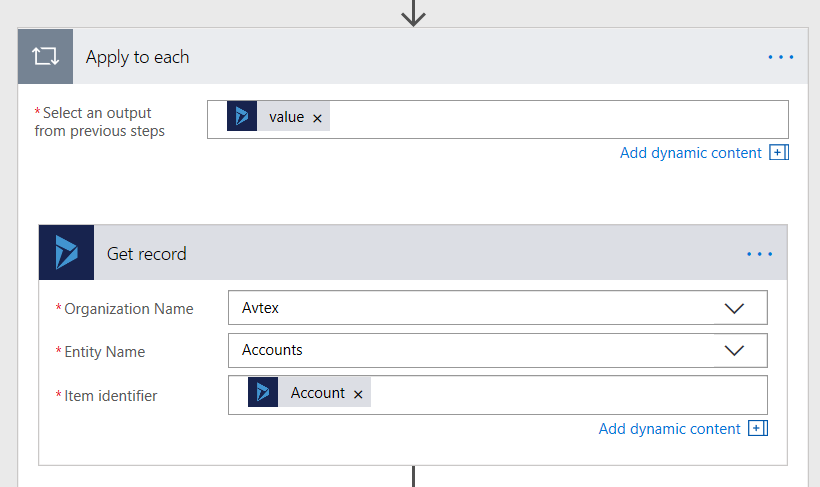 Apply to each
* Select an output
from previous steps
value ×
Add dynamic content
Get record
* Organization Name
Avtex
* Entity Name
Accounts
* Item identifier
Account ×
Add dynamic content